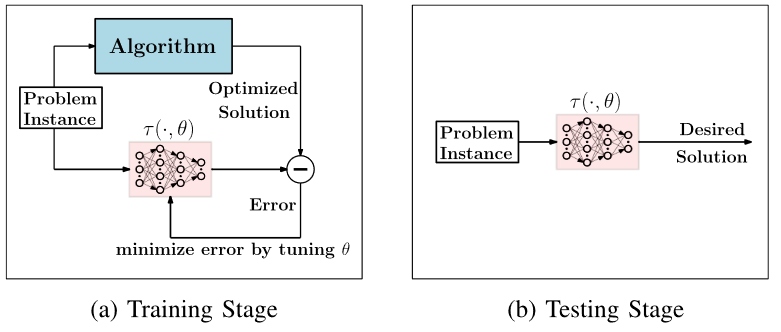 Algorithm
Problem
Instance
Optimized
Solution
τ(·, θ)
−
Error
minimize error by tuning θ
(a) Training Stage
τ(·, θ)
Problem
Instance
Desired
Solution
(b) Testing Stage